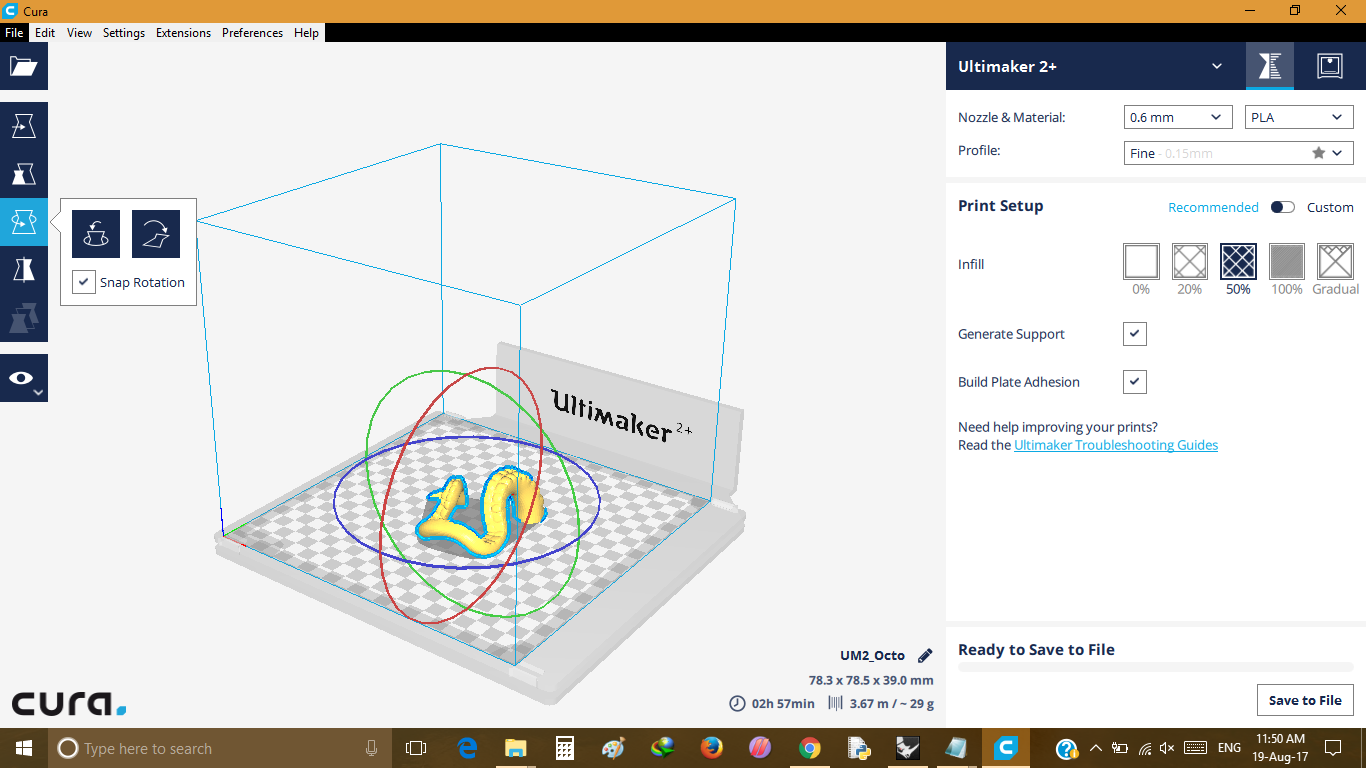 Cura
File Edit View Settings Extensions Preferences Help
Ultimaker 2+
Nozzle & Material: 0.6 mm PLA
Profile: Fine - 0.15mm
Snap Rotation
Print Setup Recommended Custom
Infill
0% 20% 50% 100% Gradual
Generate Support
Build Plate Adhesion
Need help improving your prints?
Read the Ultimaker Troubleshooting Guides
Ultimaker 2+
UM2_Octo
78.3 x 78.5 x 39.0 mm
02h 57min 3.67 m / ~ 29 g
Ready to Save to File
Save to File
cura.
Type here to search
ENG
11:50 AM
19-Aug-17